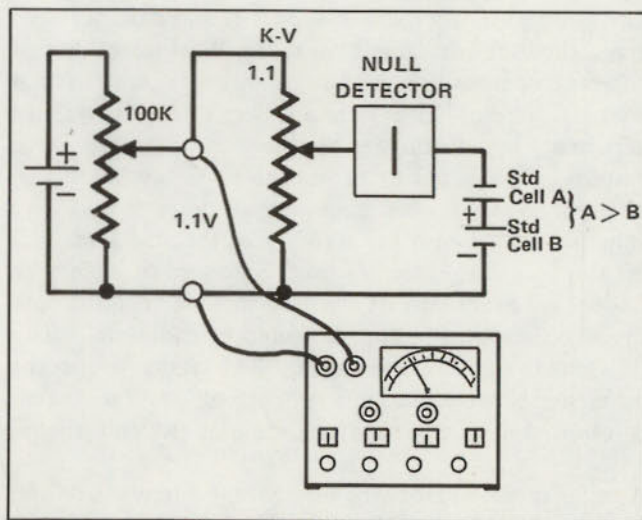 K-V
1.1
NULL
DETECTOR
100K
+
−
1.1V
Std
Cell A
+
Std
Cell B
−
} A > B